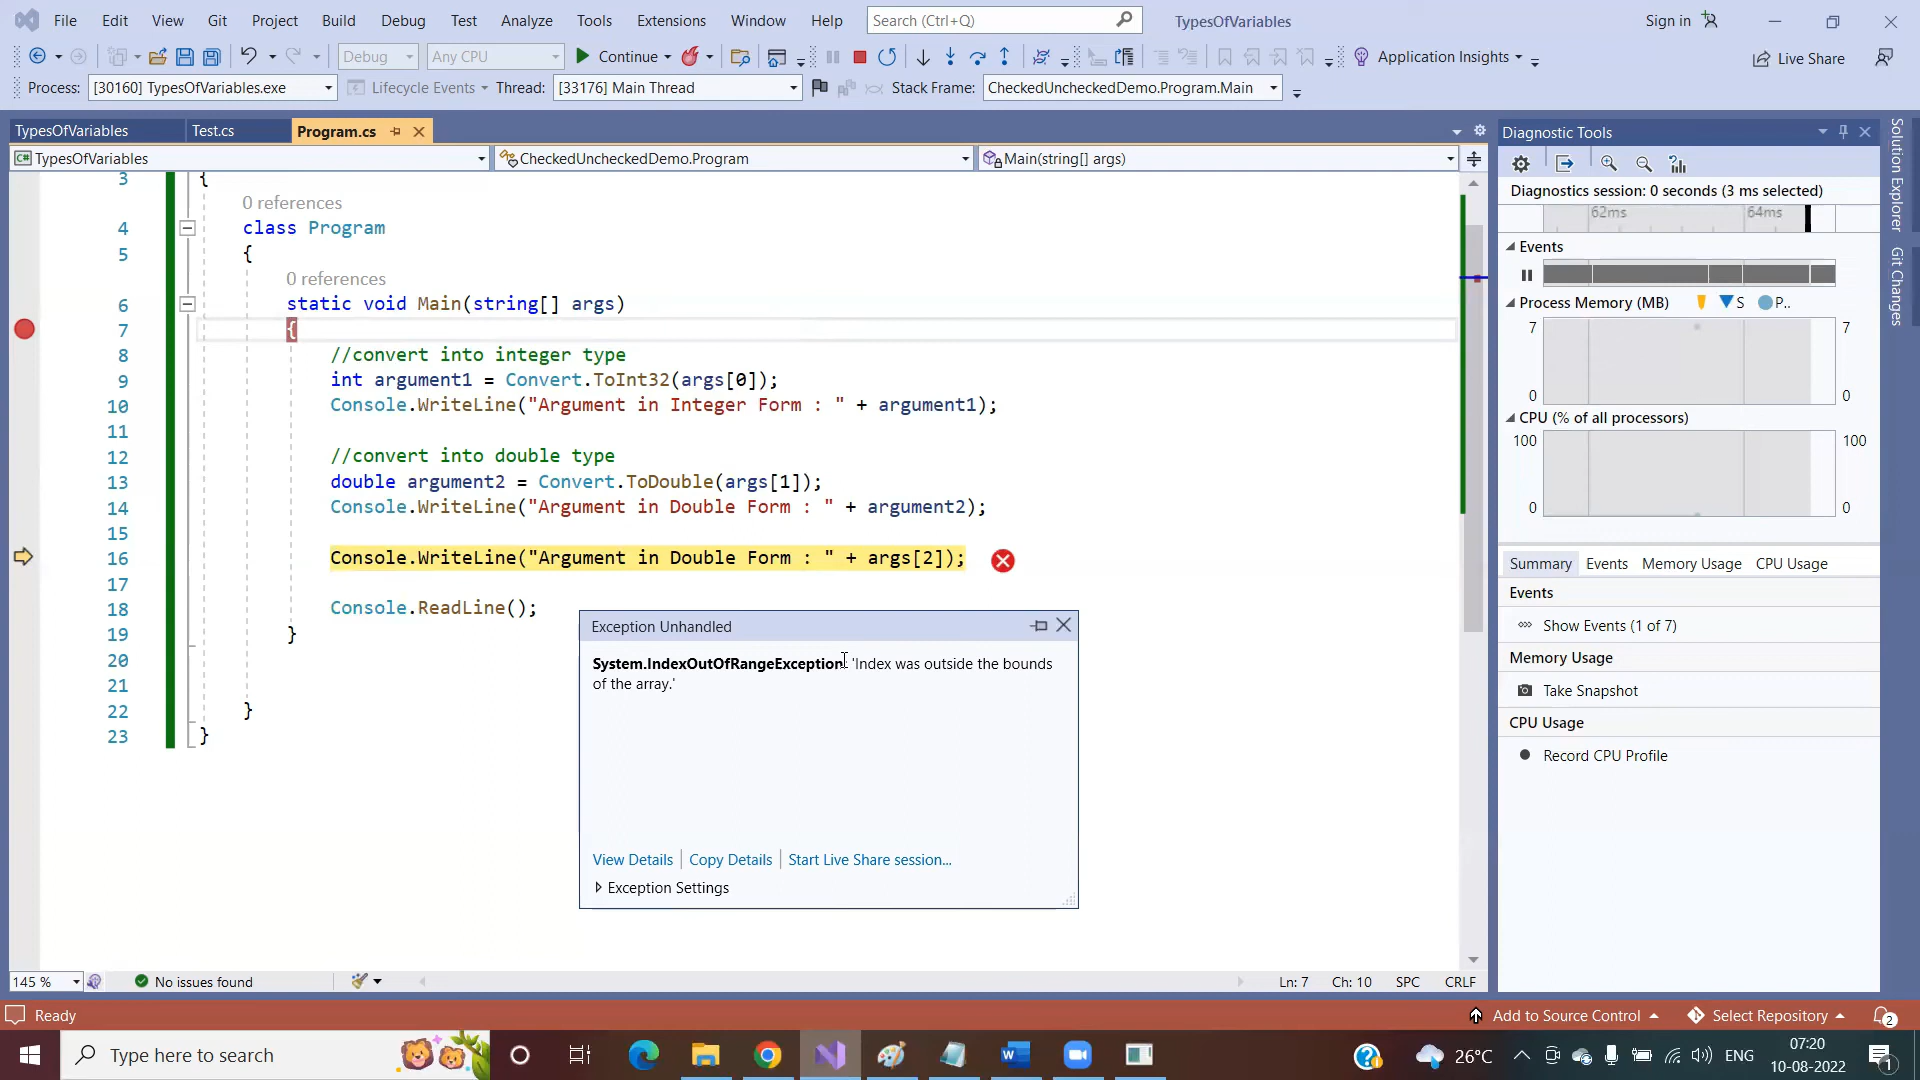 File Edit View Git Project Build Debug Test Analyze Tools Extensions Window Help Search (Ctrl+Q) TypesOfVariables Sign in
Debug Any CPU Continue Application Insights Live Share
Process: [30160] TypesOfVariables.exe Lifecycle Events Thread: [33176] Main Thread Stack Frame: CheckedUncheckedDemo.Program.Main
TypesOfVariables Test.cs Program.cs
C# TypesOfVariables CheckedUncheckedDemo.Program Main(string[] args)
3 {
0 references
4 class Program
5 {
0 references
6 static void Main(string[] args)
7 {
8 //convert into integer type
9 int argument1 = Convert.ToInt32(args[0]);
10 Console.WriteLine("Argument in Integer Form : " + argument1);
11
12 //convert into double type
13 double argument2 = Convert.ToDouble(args[1]);
14 Console.WriteLine("Argument in Double Form : " + argument2);
15
16 Console.WriteLine("Argument in Double Form : " + args[2]);
17
18 Console.ReadLine();
19 }
20
21
22 }
23 }
Exception Unhandled
System.IndexOutOfRangeException: 'Index was outside the bounds
of the array.'
View Details Copy Details Start Live Share session...
Exception Settings
Diagnostic Tools
Diagnostics session: 0 seconds (3 ms selected)
62ms 64ms
Events
Process Memory (MB) S P..
7 7
0 0
CPU (% of all processors)
100 100
0 0
Summary Events Memory Usage CPU Usage
Events
Show Events (1 of 7)
Memory Usage
Take Snapshot
CPU Usage
Record CPU Profile
Solution Explorer
Git Changes
145 % No issues found Ln: 7 Ch: 10 SPC CRLF
Ready Add to Source Control Select Repository 2
Type here to search 26°C ENG 07:20
10-08-2022 1